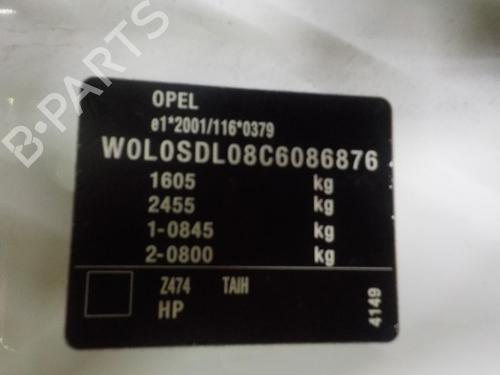 B-PARTS
OPEL
e1*2001/116*0379
W0L0SDL08C6086876
1605 kg
2455 kg
1-0845 kg
2-0800 kg
Z474 TAIH
HP
4149